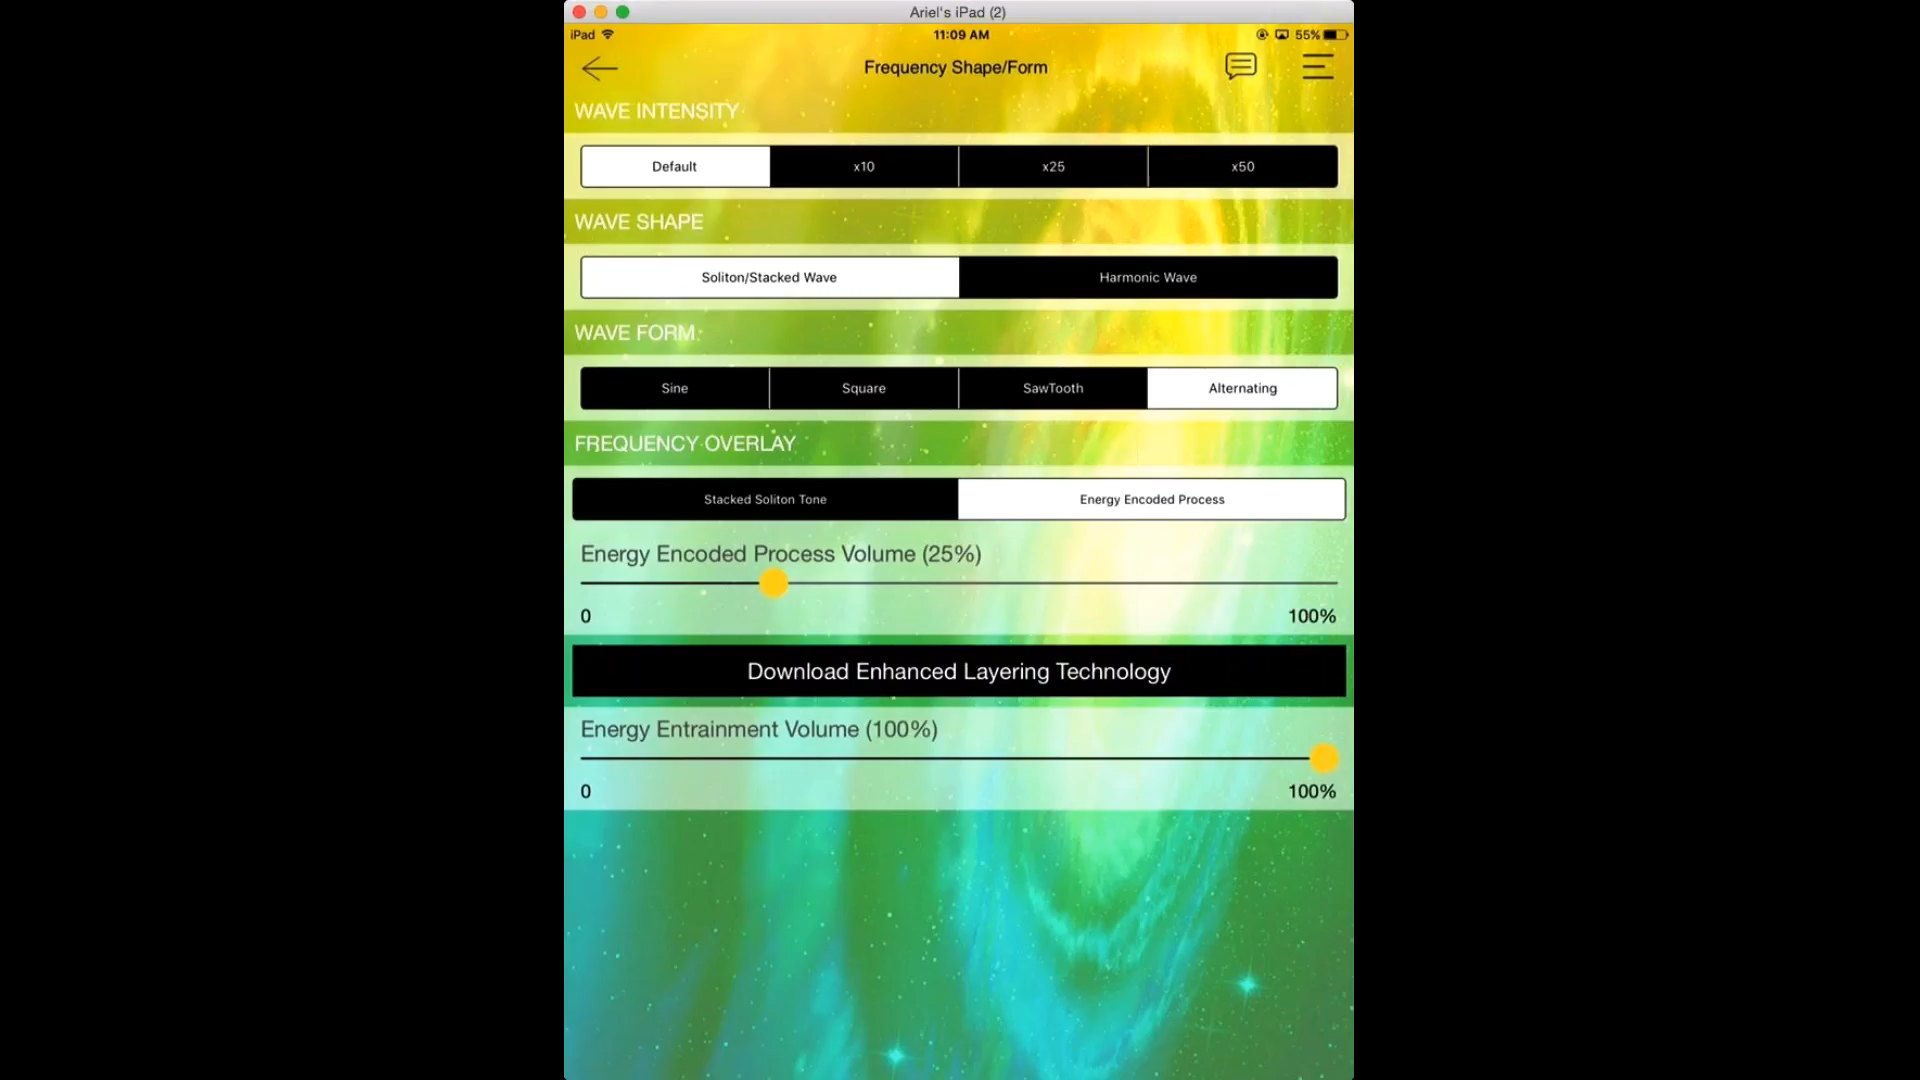 Ariel's iPad (2)
iPad 11:09 AM 55%
Frequency Shape/Form
WAVE INTENSITY
Default x10 x25 x50
WAVE SHAPE
Soliton/Stacked Wave Harmonic Wave
WAVE FORM
Sine Square SawTooth Alternating
FREQUENCY OVERLAY
Stacked Soliton Tone Energy Encoded Process
Energy Encoded Process Volume (25%)
0 100%
Download Enhanced Layering Technology
Energy Entrainment Volume (100%)
0 100%